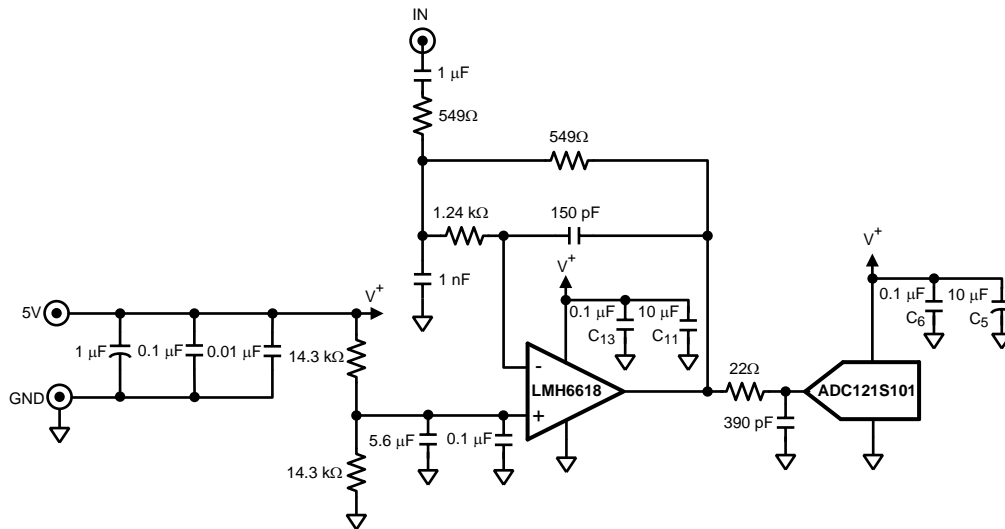 IN
1 μF
549Ω
549Ω
1.24 kΩ
150 pF
V+
V+
1 nF
V+
5V
0.1 μF
10 μF
0.1 μF
10 μF
C6
C5
1 μF
0.1 μF
0.01 μF
14.3 kΩ
C13
C11
-
22Ω
GND
LMH6618
ADC121S101
+
5.6 μF
0.1 μF
390 pF
14.3 kΩ